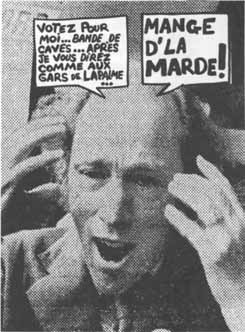 VOTEZ POUR
MOI... BANDE DE
CAVES... APRÈS
JE VOUS DIREZ
COMME AUX
GARS DE LAPALME
...
MANGE
D'LA
MARDE!